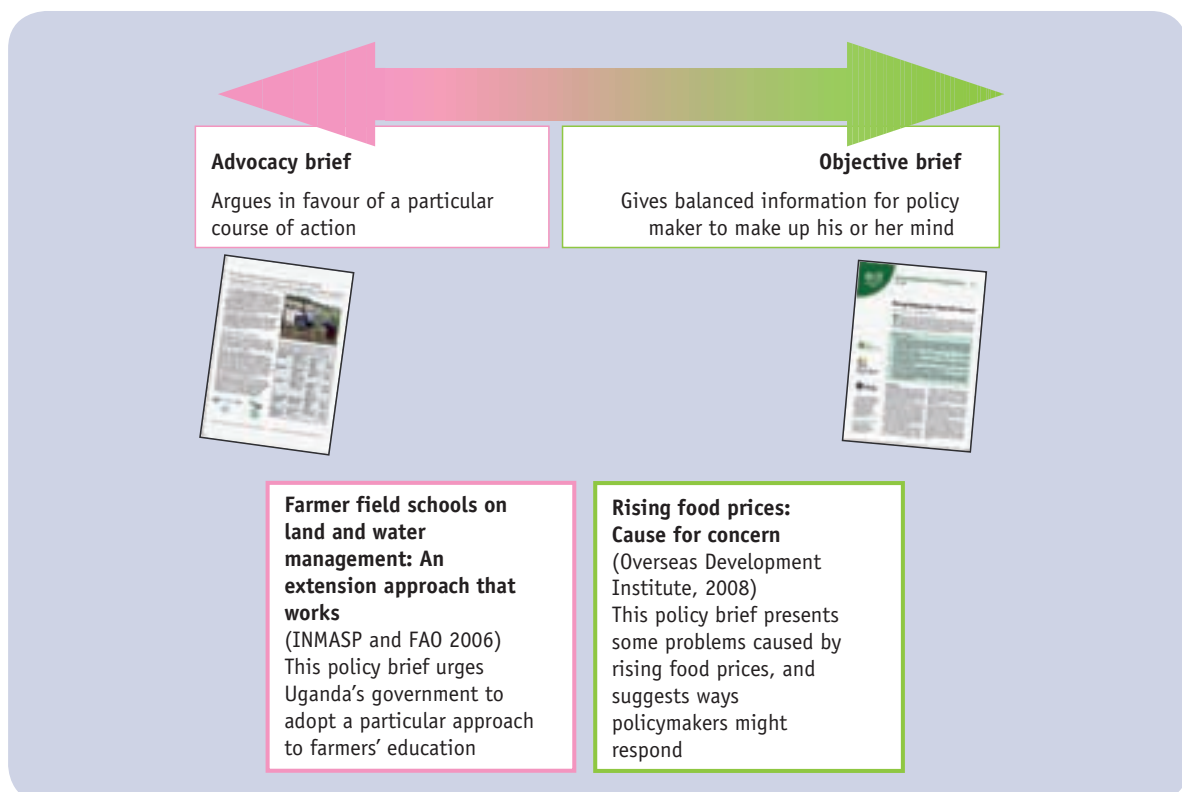 Advocacy brief
Argues in favour of a particular
course of action
Objective brief
Gives balanced information for policy
maker to make up his or her mind
Farmer field schools on
land and water
management: An
extension approach that
works
(INMASP and FAO 2006)
This policy brief urges
Uganda’s government to
adopt a particular approach
to farmers’ education
Rising food prices:
Cause for concern
(Overseas Development
Institute, 2008)
This policy brief presents
some problems caused by
rising food prices, and
suggests ways
policymakers might
respond